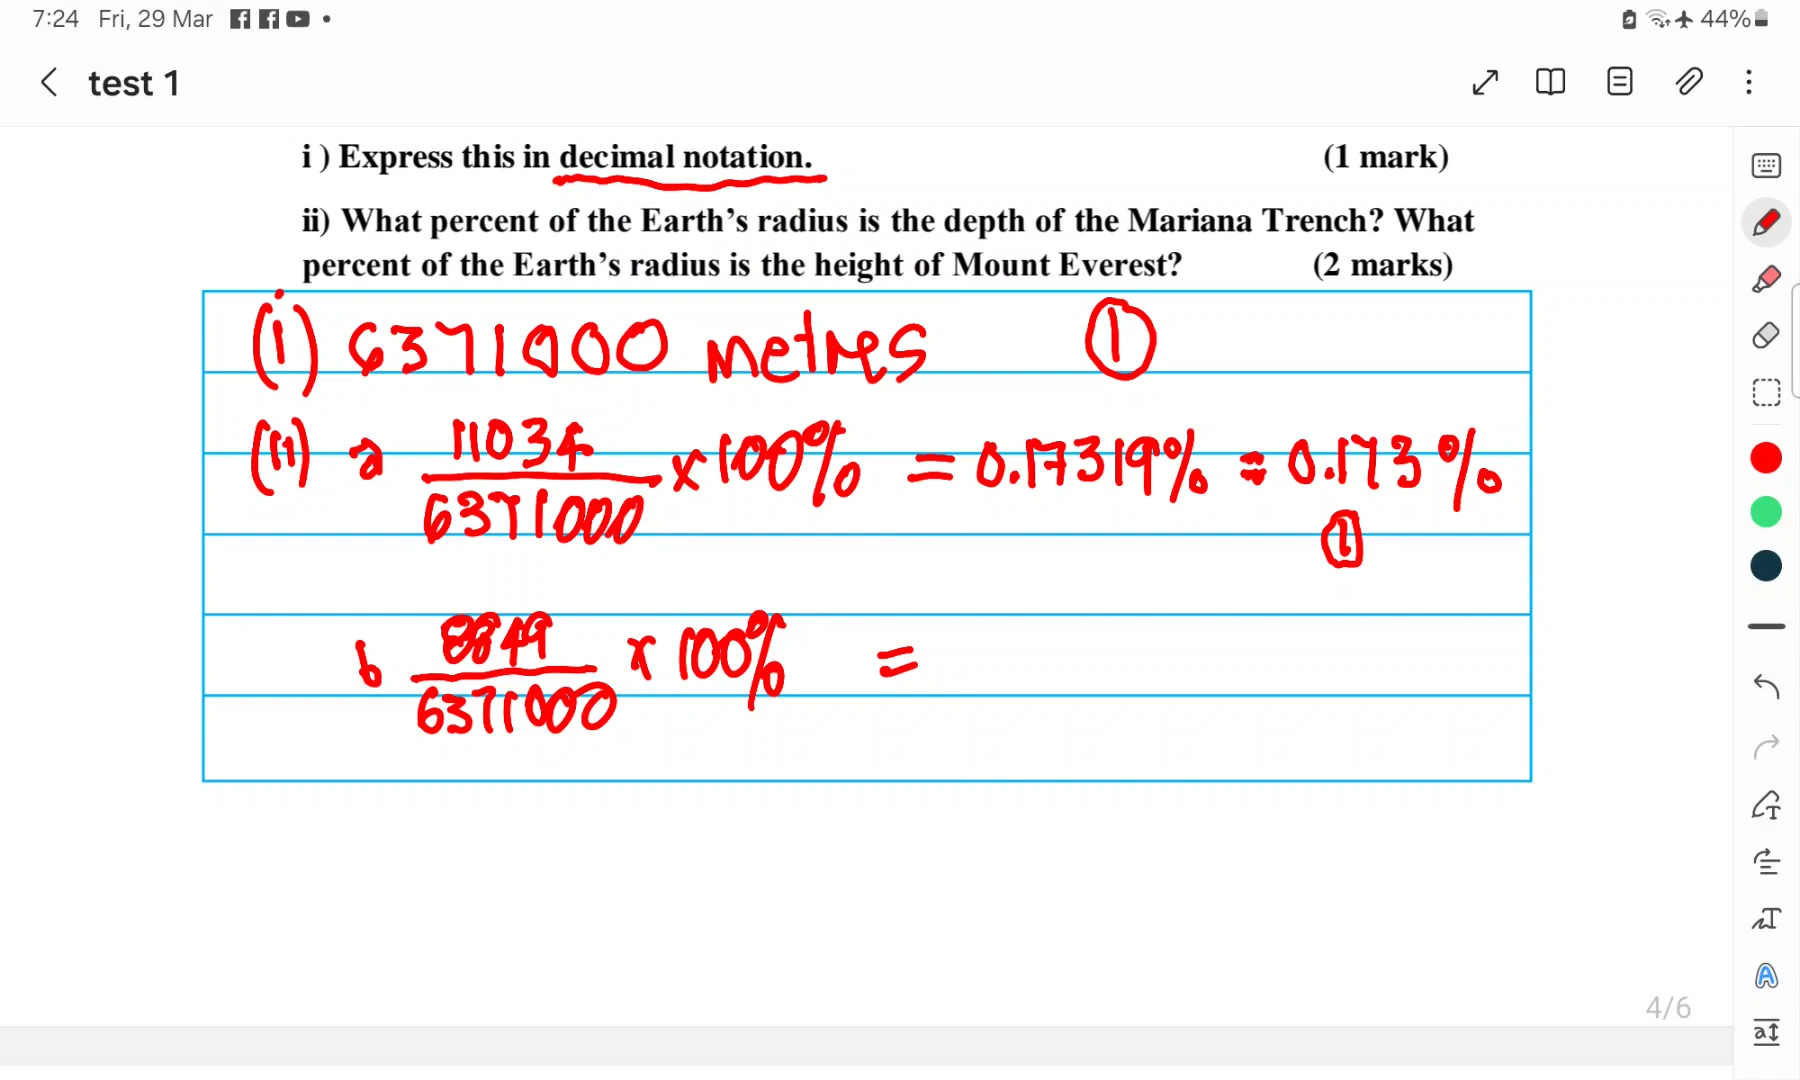 7:24 Fri, 29 Mar 44%
test 1
i ) Express this in decimal notation. (1 mark)
ii) What percent of the Earth’s radius is the depth of the Mariana Trench? What
percent of the Earth’s radius is the height of Mount Everest? (2 marks)
(i) 6371000 metres ①
(ii) a 11034/6371000 × 100% = 0.17319% ≈ 0.173%
①
b 8849/6371000 × 100% =
4/6